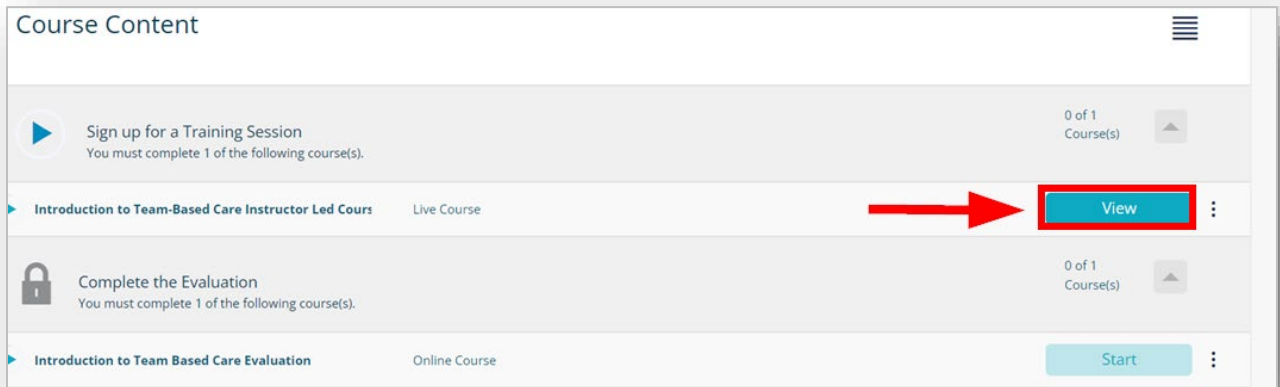 Course Content
Sign up for a Training Session
You must complete 1 of the following course(s).
0 of 1
Course(s)
Introduction to Team-Based Care Instructor Led Cours
Live Course
View
Complete the Evaluation
You must complete 1 of the following course(s).
0 of 1
Course(s)
Introduction to Team Based Care Evaluation
Online Course
Start